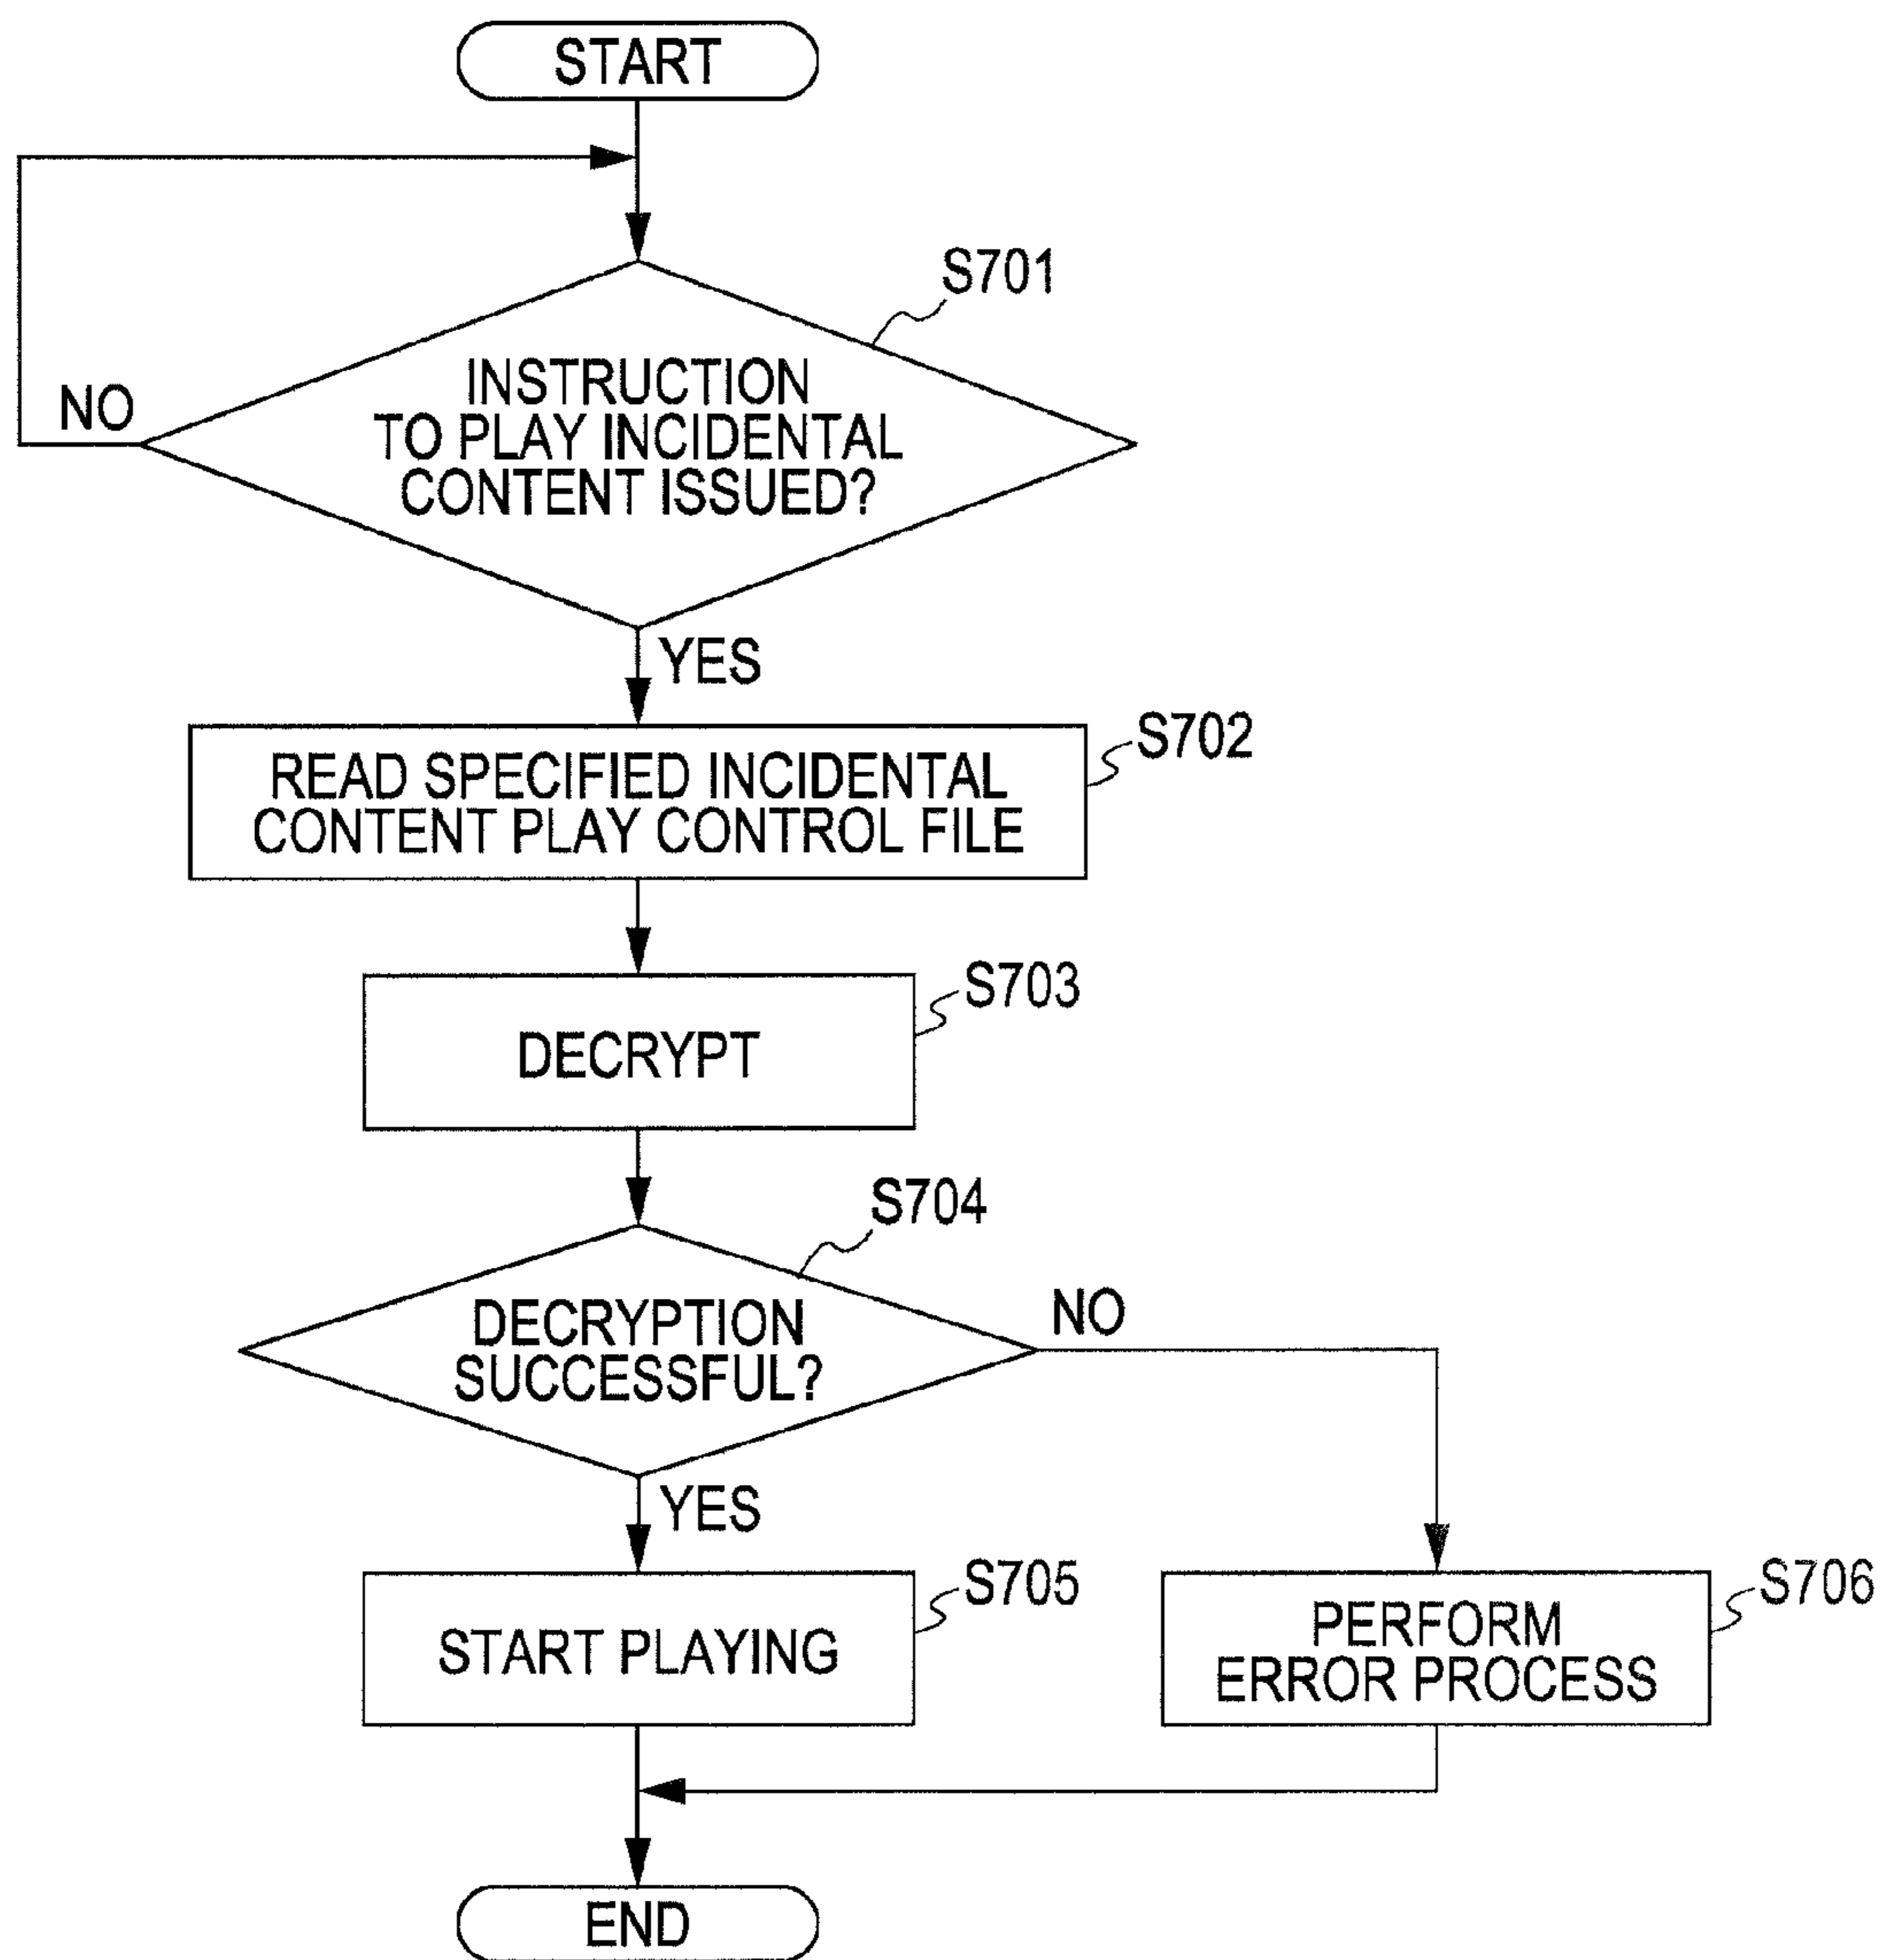 START
S701
INSTRUCTION
TO PLAY INCIDENTAL
CONTENT ISSUED?
NO
YES
S702
READ SPECIFIED INCIDENTAL
CONTENT PLAY CONTROL FILE
S703
DECRYPT
S704
DECRYPTION
SUCCESSFUL?
NO
YES
S705
START PLAYING
S706
PERFORM
ERROR PROCESS
END